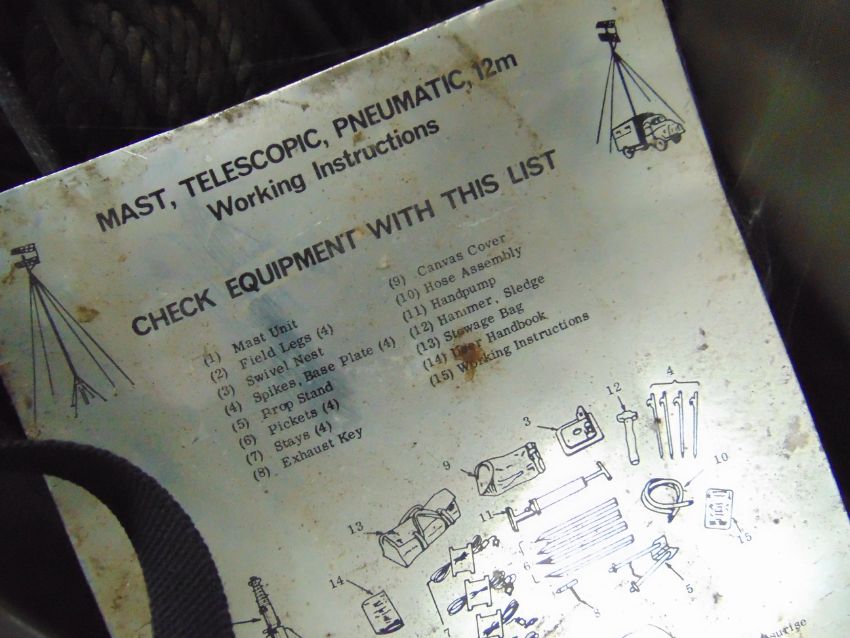 MAST, TELESCOPIC, PNEUMATIC, 12m
Working Instructions
CHECK EQUIPMENT WITH THIS LIST
(1) Mast Unit
(2) Field Legs (4)
(3) Swivel Nest
(4) Spikes, Base Plate (4)
(5) Prop Stand
(6) Pickets (4)
(7) Stays (4)
(8) Exhaust Key
(9) Canvas Cover
(10) Hose Assembly
(11) Handpump
(12) Hammer, Sledge
(13) Stowage Bag
(14) User Handbook
(15) Working Instructions
4
12
3
9
10
11
13
15
6
5
14
7